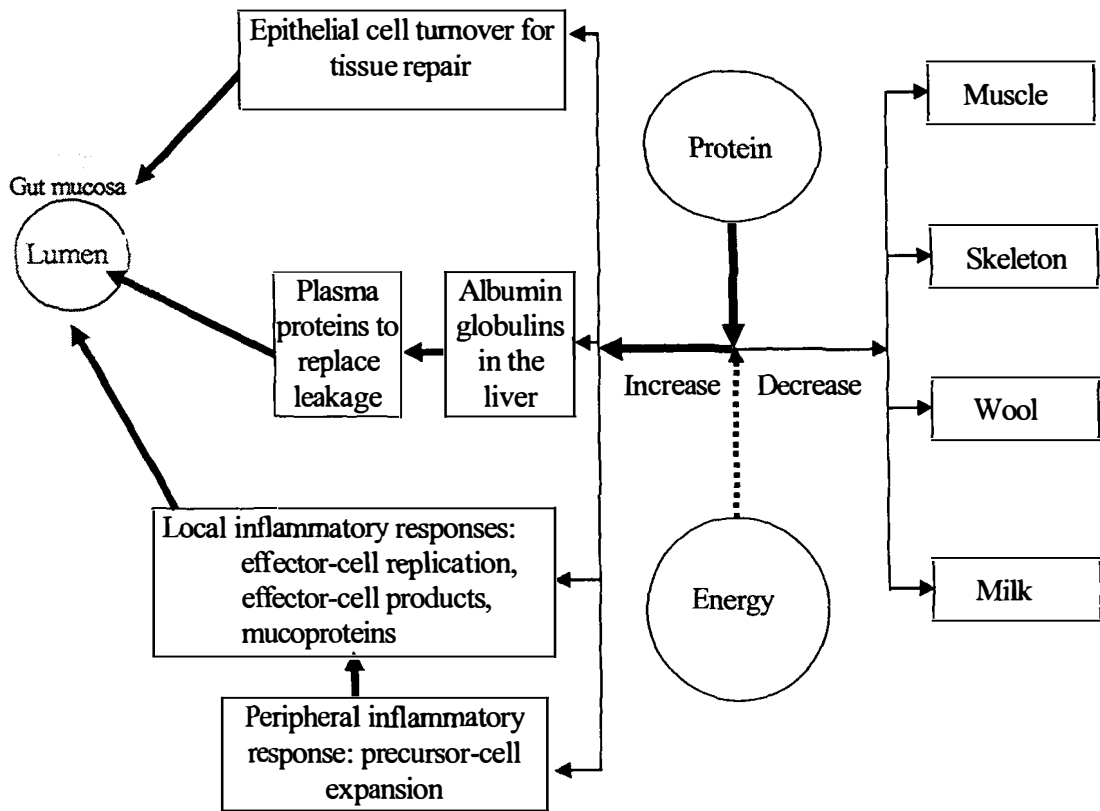 Epithelial cell turnover for
tissue repair
Gut mucosa
Lumen
Plasma
proteins to
replace
leakage
Albumin
globulins
in the
liver
Local inflammatory responses:
effector-cell replication,
effector-cell products,
mucoproteins
Peripheral inflammatory
response: precursor-cell
expansion
Protein
Increase
Decrease
Energy
Muscle
Skeleton
Wool
Milk